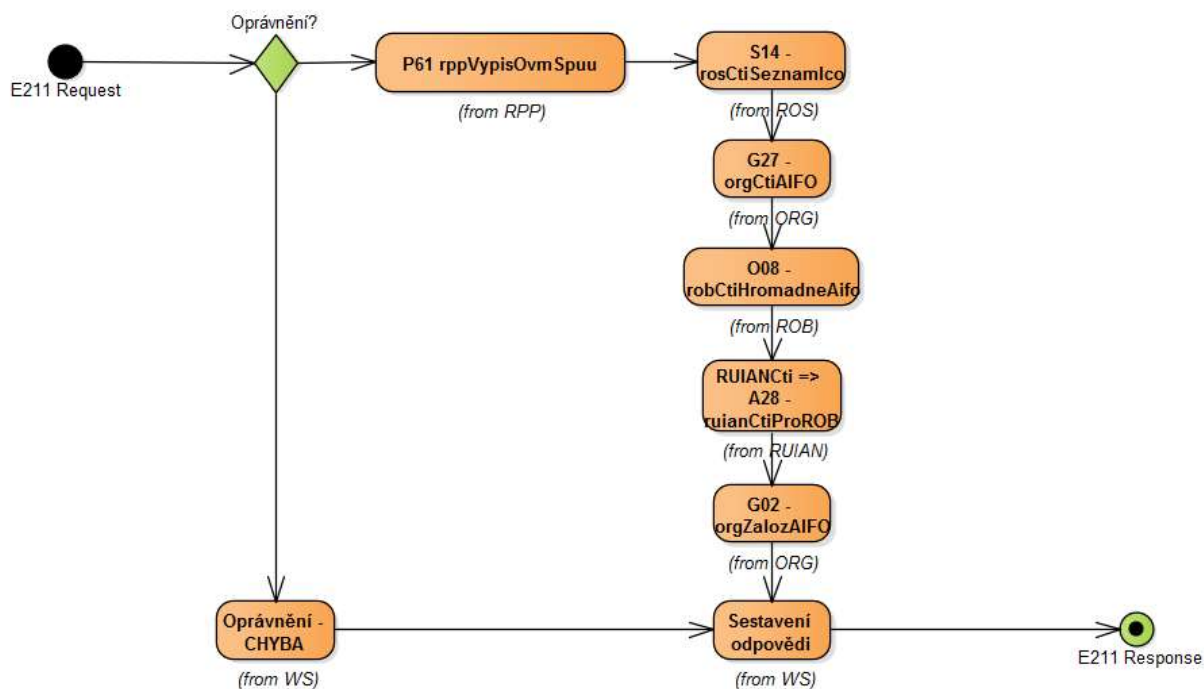 Oprávnění?
E211 Request
P61 rppVypisOvmSpuu
(from RPP)
S14 -
rosCtiSeznamIco
(from ROS)
G27 -
orgCtiAIFO
(from ORG)
O08 -
robCtiHromadneAifo
(from ROB)
RUIANCti =>
A28 -
ruianCtiProROB
(from RUIAN)
G02 -
orgZalozAIFO
(from ORG)
Oprávnění -
CHYBA
(from WS)
Sestavení
odpovědi
(from WS)
E211 Response